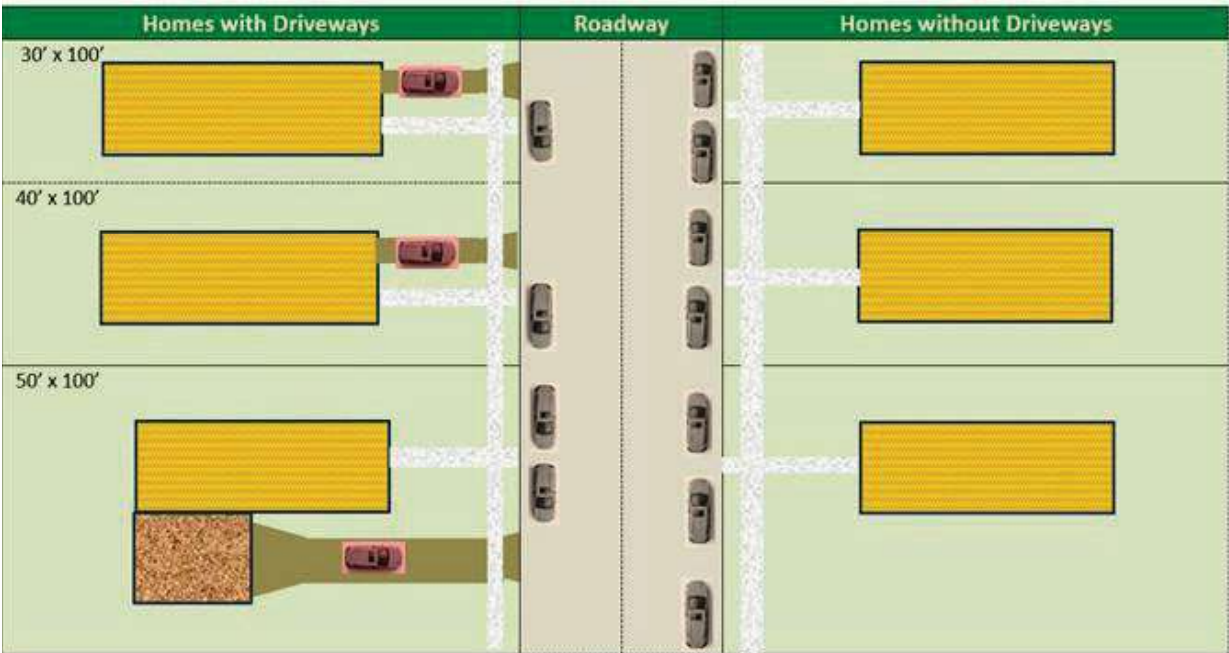 Homes with Driveways
Roadway
Homes without Driveways
30’ x 100’
40’ x 100’
50’ x 100’